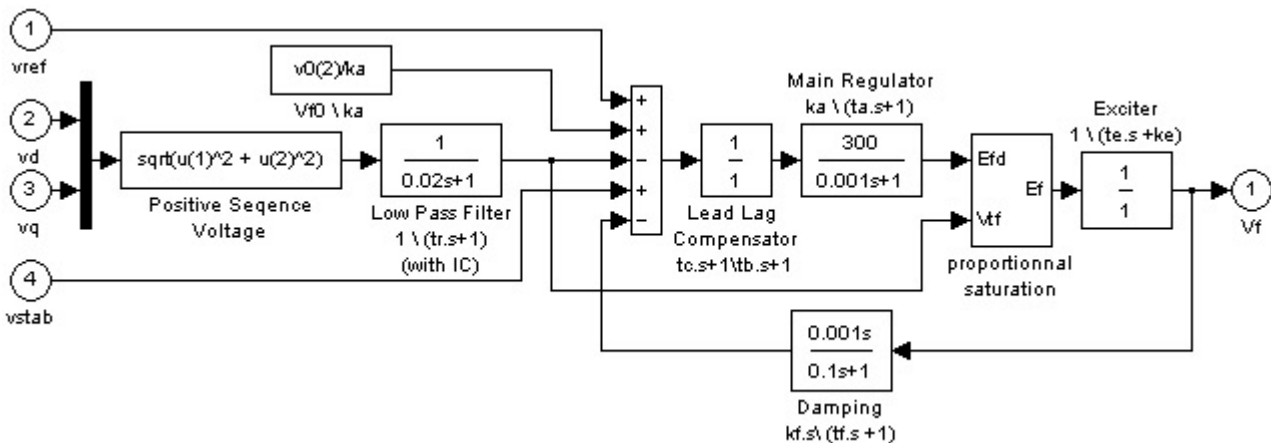 1
vref
v0(2)/ka
Vf0 \ ka
2
vd
3
vq
sqrt(u(1)^2 + u(2)^2)
Positive Seqence
Voltage
1
0.02s+1
Low Pass Filter
1 \ (tr.s+1)
(with IC)
4
vstab
+
+
−
+
−
1
1
Lead Lag
Compensator
tc.s+1\tb.s+1
Main Regulator
ka \ (ta.s+1)
300
0.001s+1
Efd
Ef
Vtf
proportionnal
saturation
Exciter
1 \ (te.s +ke)
1
1
1
Vf
0.001s
0.1s+1
Damping
kf.s\ (tf.s +1)